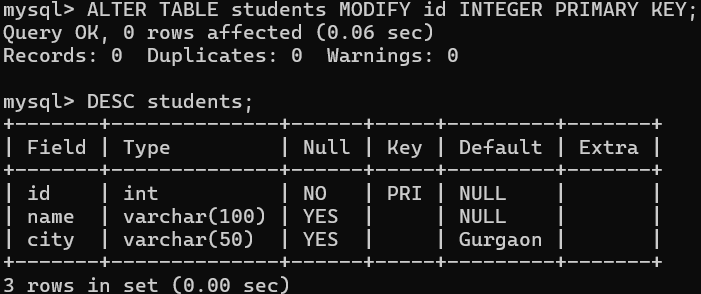 mysql> ALTER TABLE students MODIFY id INTEGER PRIMARY KEY;
Query OK, 0 rows affected (0.06 sec)
Records: 0  Duplicates: 0  Warnings: 0

mysql> DESC students;
+-------+--------------+------+-----+---------+-------+
| Field | Type         | Null | Key | Default | Extra |
+-------+--------------+------+-----+---------+-------+
| id    | int          | NO   | PRI | NULL    |       |
| name  | varchar(100) | YES  |     | NULL    |       |
| city  | varchar(50)  | YES  |     | Gurgaon |       |
+-------+--------------+------+-----+---------+-------+
3 rows in set (0.00 sec)